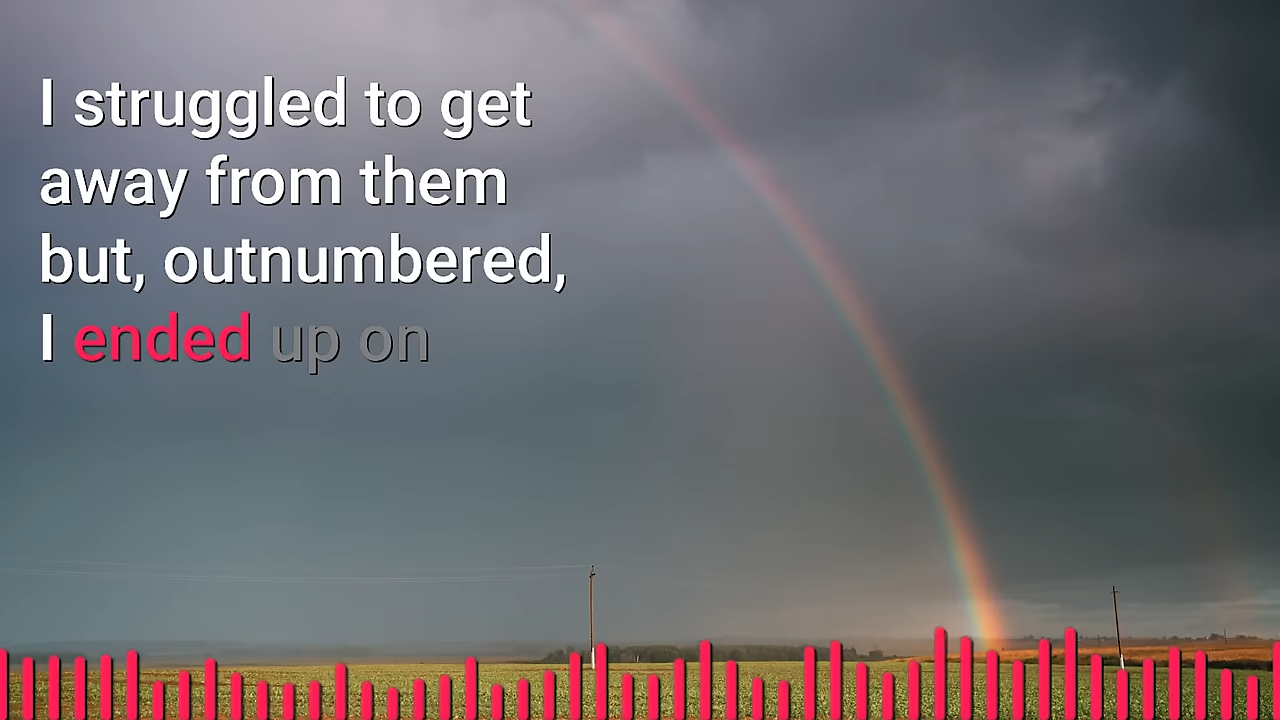 I struggled to get
away from them
but, outnumbered,
I ended up on